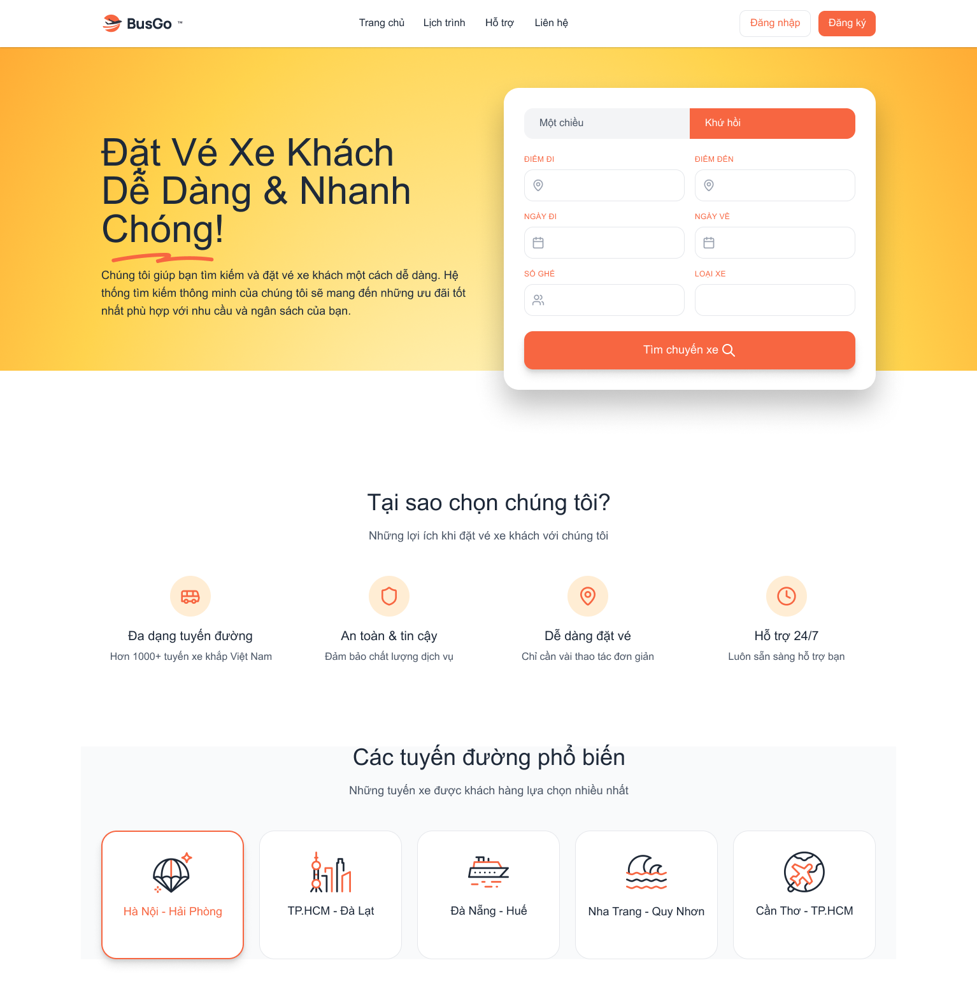 BusGo ™
Trang chủ Lịch trình Hỗ trợ Liên hệ
Đăng nhập Đăng ký
Đặt Vé Xe Khách
Dễ Dàng & Nhanh
Chóng!
Chúng tôi giúp bạn tìm kiếm và đặt vé xe khách một cách dễ dàng. Hệ
thống tìm kiếm thông minh của chúng tôi sẽ mang đến những ưu đãi tốt
nhất phù hợp với nhu cầu và ngân sách của bạn.
Một chiều Khứ hồi
ĐIỂM ĐI ĐIỂM ĐẾN
NGÀY ĐI NGÀY VỀ
SỐ GHẾ LOẠI XE
Tìm chuyến xe
Tại sao chọn chúng tôi?
Những lợi ích khi đặt vé xe khách với chúng tôi
Đa dạng tuyến đường
Hơn 1000+ tuyến xe khắp Việt Nam
An toàn & tin cậy
Đảm bảo chất lượng dịch vụ
Dễ dàng đặt vé
Chỉ cần vài thao tác đơn giản
Hỗ trợ 24/7
Luôn sẵn sàng hỗ trợ bạn
Các tuyến đường phổ biến
Những tuyến xe được khách hàng lựa chọn nhiều nhất
Hà Nội - Hải Phòng
TP.HCM - Đà Lạt
Đà Nẵng - Huế
Nha Trang - Quy Nhơn
Cần Thơ - TP.HCM